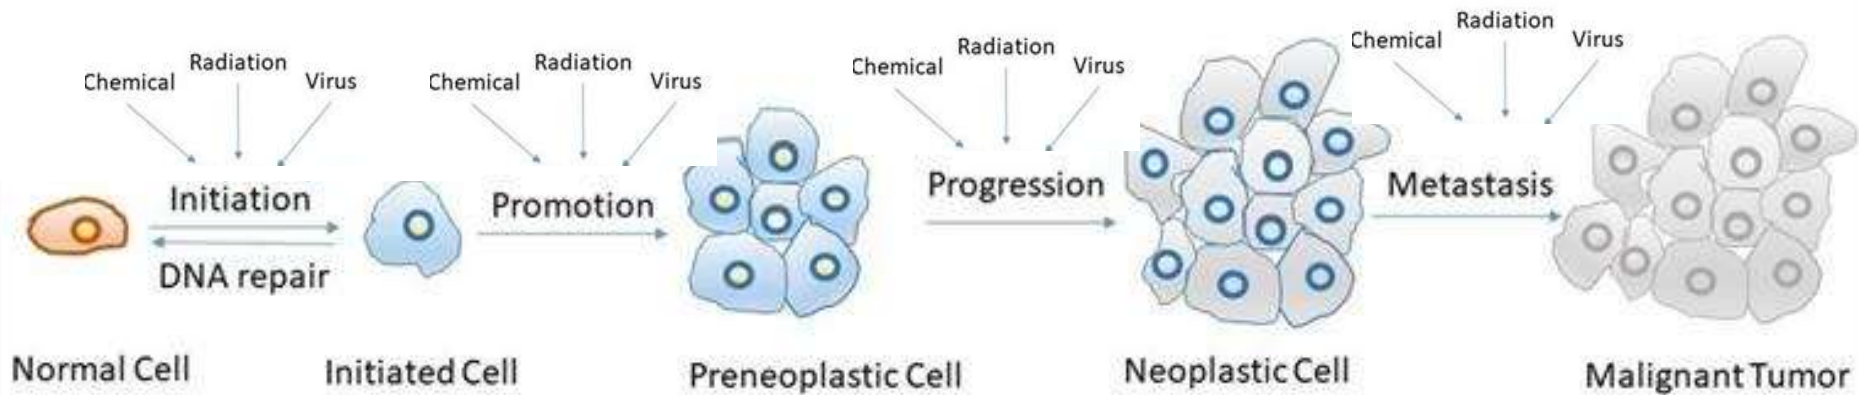 Chemical
Radiation
Virus
Chemical
Radiation
Virus
Chemical
Radiation
Virus
Chemical
Radiation
Virus
Initiation
DNA repair
Promotion
Progression
Metastasis
Normal Cell
Initiated Cell
Preneoplastic Cell
Neoplastic Cell
Malignant Tumor